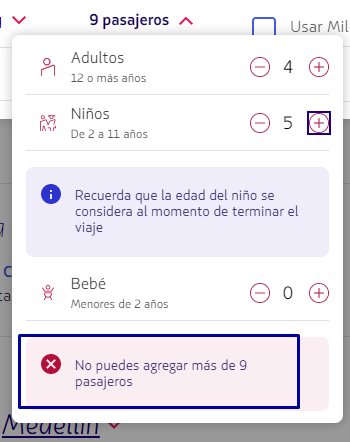 9 pasajeros
Usar Mil
Adultos
12 o más años
4
Niños
De 2 a 11 años
5
Recuerda que la edad del niño se
considera al momento de terminar el
viaje
Bebé
Menores de 2 años
0
No puedes agregar más de 9
pasajeros
Medellín